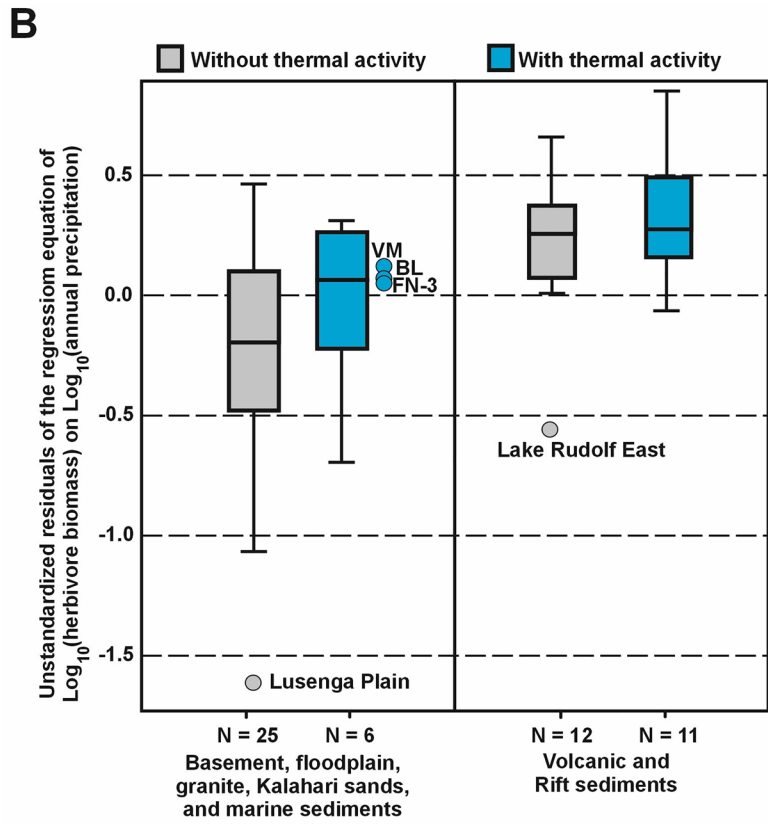 B
Without thermal activity
With thermal activity
Unstandardized residuals of the regression equation of
Log10(herbivore biomass) on Log10(annual precipitation)
0.5
0.0
-0.5
-1.0
-1.5
VM
BL
FN-3
Lusenga Plain
Lake Rudolf East
N = 25
N = 6
N = 12
N = 11
Basement, floodplain,
granite, Kalahari sands,
and marine sediments
Volcanic and
Rift sediments